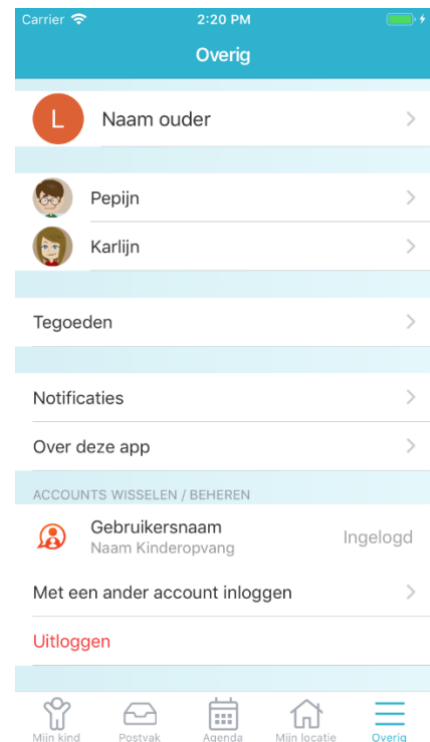 Carrier 2:20 PM
Overig
L Naam ouder
Pepijn
Karlijn
Tegoeden
Notificaties
Over deze app
ACCOUNTS WISSELEN / BEHEREN
Gebruikersnaam
Naam Kinderopvang
Ingelogd
Met een ander account inloggen
Uitloggen
Mijn kind Postvak Agenda Mijn locatie Overig